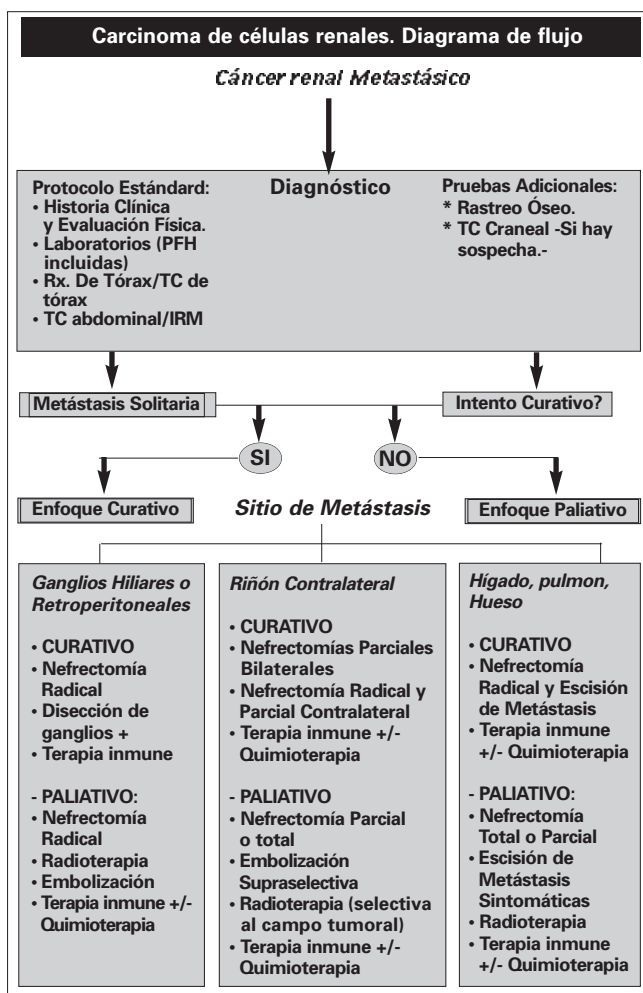 Carcinoma de células renales. Diagrama de flujo
Cáncer renal Metastásico
Protocolo Estándard:
• Historia Clínica
y Evaluación Física.
• Laboratorios (PFH
incluidas)
• Rx. De Tórax/TC de
tórax
• TC abdominal/IRM
Diagnóstico
Pruebas Adicionales:
* Rastreo Óseo.
* TC Craneal -Si hay
sospecha.-
Metástasis Solitaria
Intento Curativo?
SI
NO
Enfoque Curativo
Sitio de Metástasis
Enfoque Paliativo
Ganglios Hiliares o
Retroperitoneales
• CURATIVO
• Nefrectomía
Radical
• Disección de
ganglios +
• Terapia inmune
- PALIATIVO:
• Nefrectomía
Radical
• Radioterapia
• Embolización
• Terapia inmune +/-
Quimioterapia
Riñón Contralateral
• CURATIVO
• Nefrectomías Parciales
Bilaterales
• Nefrectomía Radical y
Parcial Contralateral
• Terapia inmune +/-
Quimioterapia
- PALIATIVO
• Nefrectomía Parcial
o total
• Embolización
Supraselectiva
• Radioterapia (selectiva
al campo tumoral)
• Terapia inmune +/-
Quimioterapia
Hígado, pulmon,
Hueso
• CURATIVO
• Nefrectomía
Radical y Escisión
de Metástasis
• Terapia inmune
+/- Quimioterapia
- PALIATIVO:
• Nefrectomía
Total o Parcial
• Escisión de
Metástasis
Sintomáticas
• Radioterapia
• Terapia inmune
+/- Quimioterapia